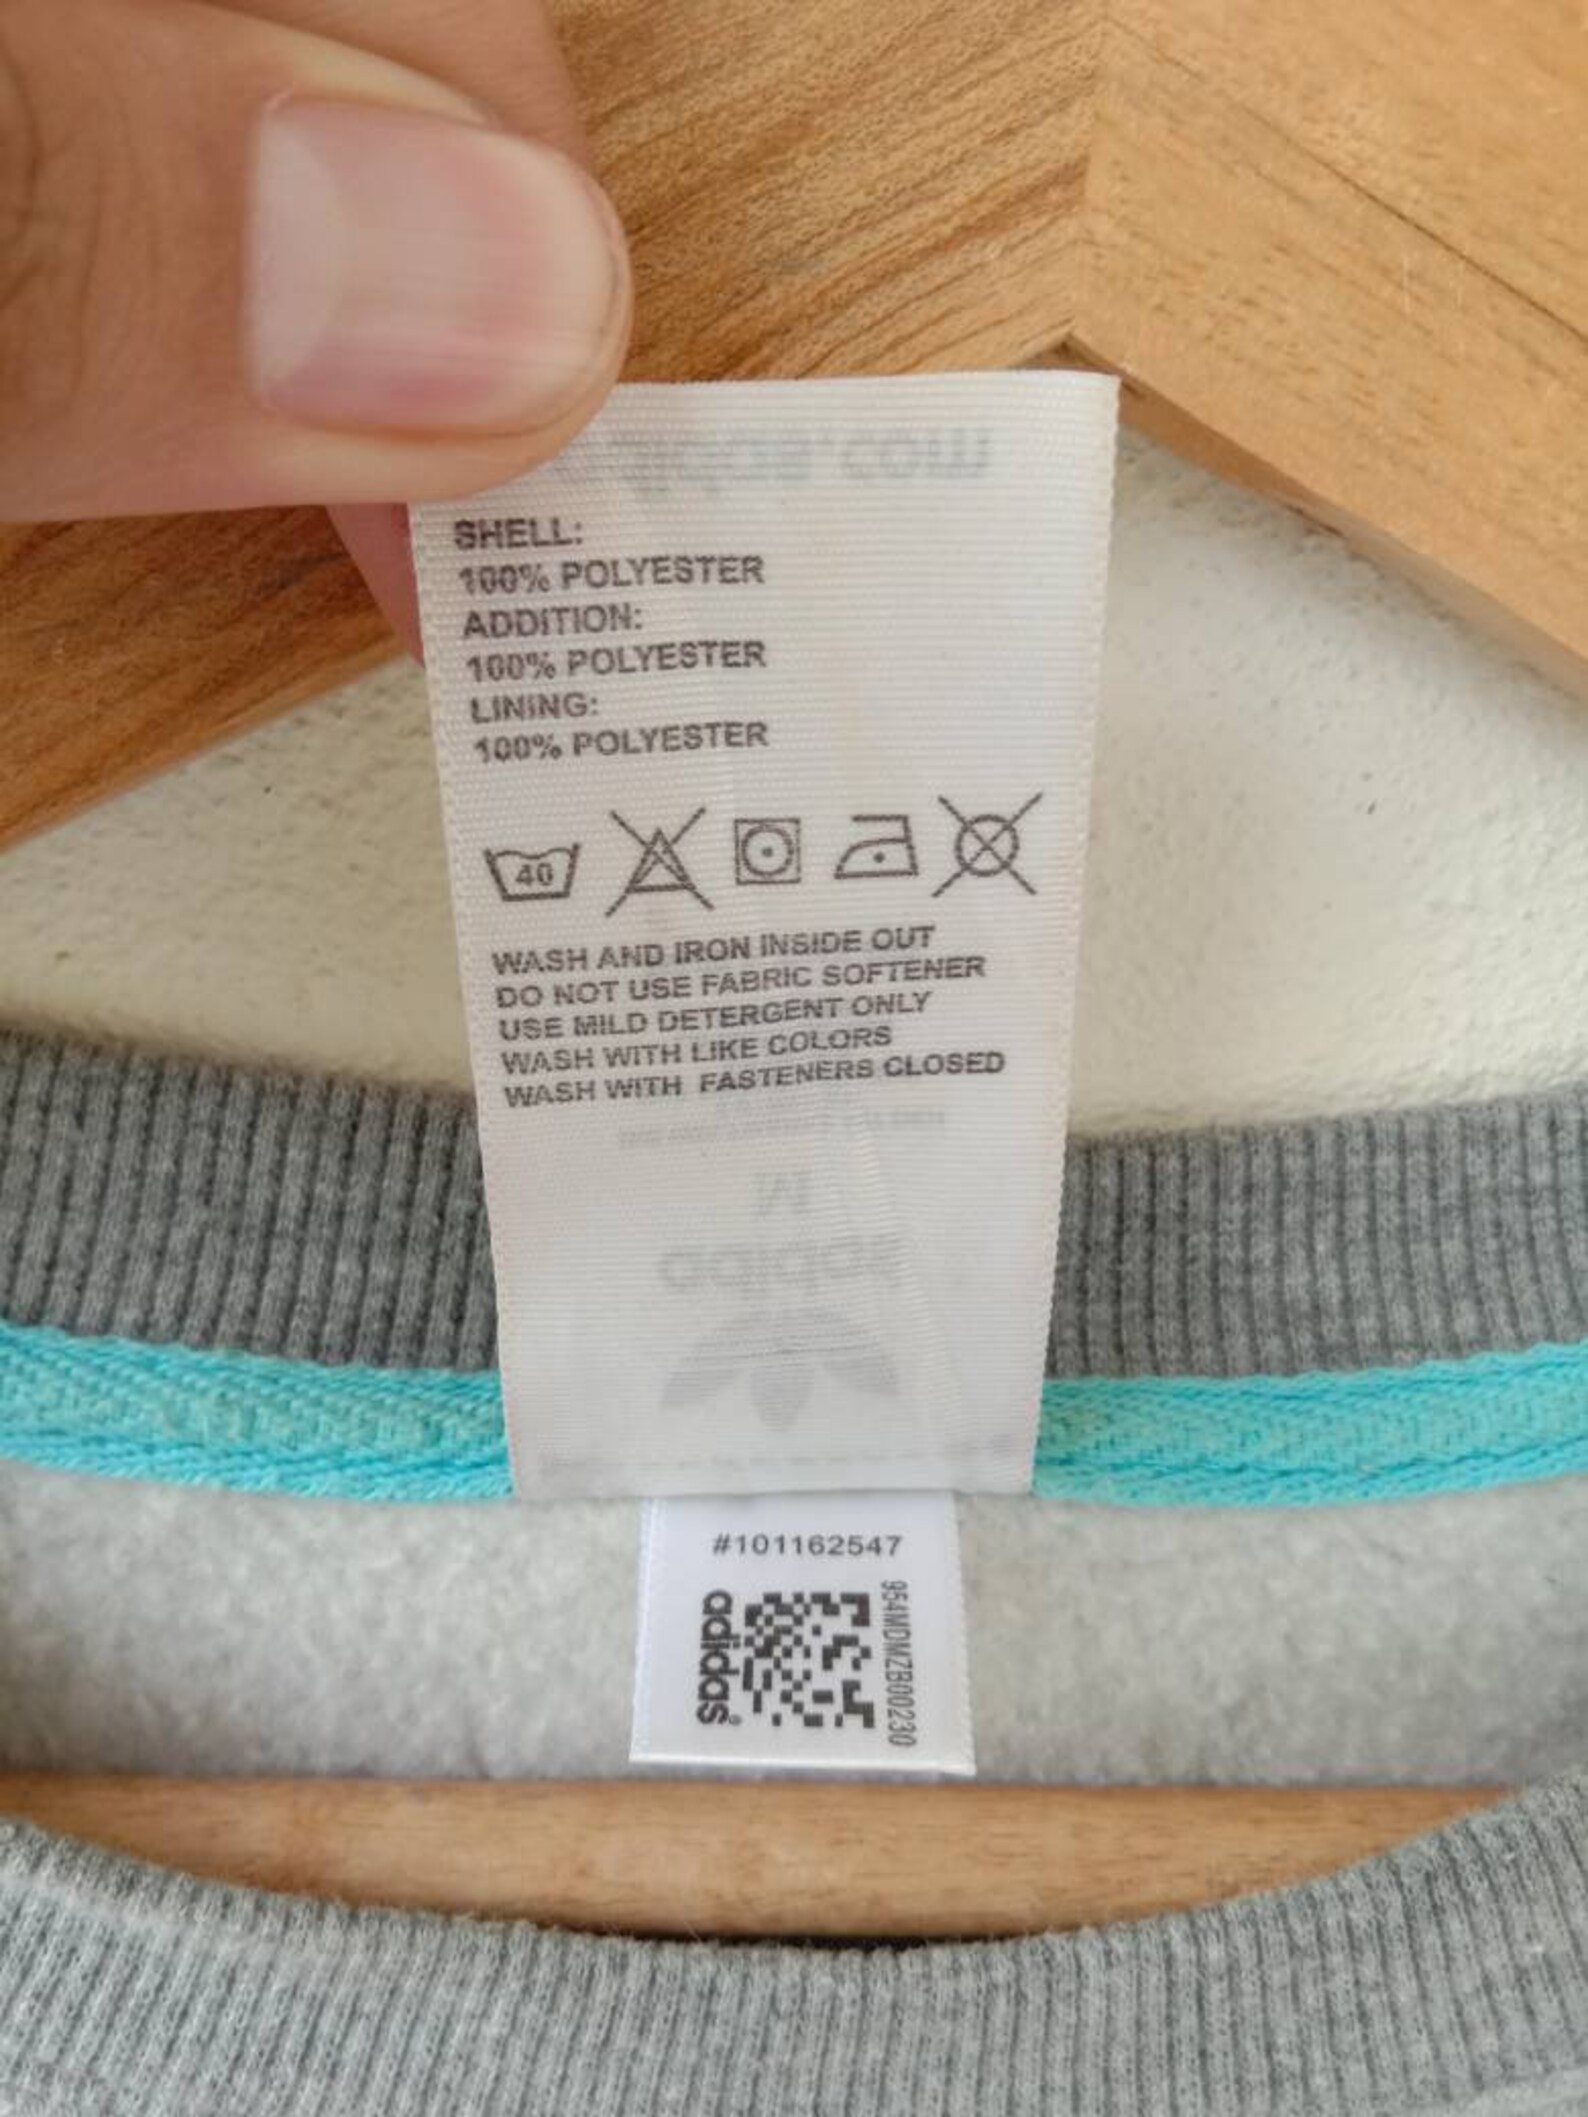 SHELL:
100% POLYESTER
ADDITION:
100% POLYESTER
LINING:
100% POLYESTER
40
WASH AND IRON INSIDE OUT
DO NOT USE FABRIC SOFTENER
USE MILD DETERGENT ONLY
WASH WITH LIKE COLORS
WASH WITH FASTENERS CLOSED
#101162547
adidas®
954MDMZB00230